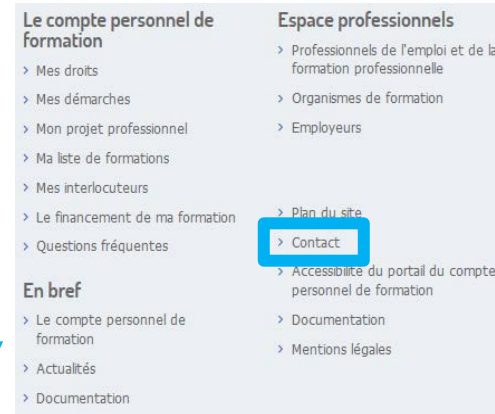 Le compte personnel de
formation
> Mes droits
> Mes démarches
> Mon projet professionnel
> Ma liste de formations
> Mes interlocuteurs
> Le financement de ma formation
> Questions fréquentes
En bref
> Le compte personnel de
formation
> Actualités
> Documentation
Espace professionnels
> Professionnels de l'emploi et de la
formation professionnelle
> Organismes de formation
> Employeurs
> Plan du site
> Contact
> Accessibilité du portail du compte
personnel de formation
> Documentation
> Mentions légales